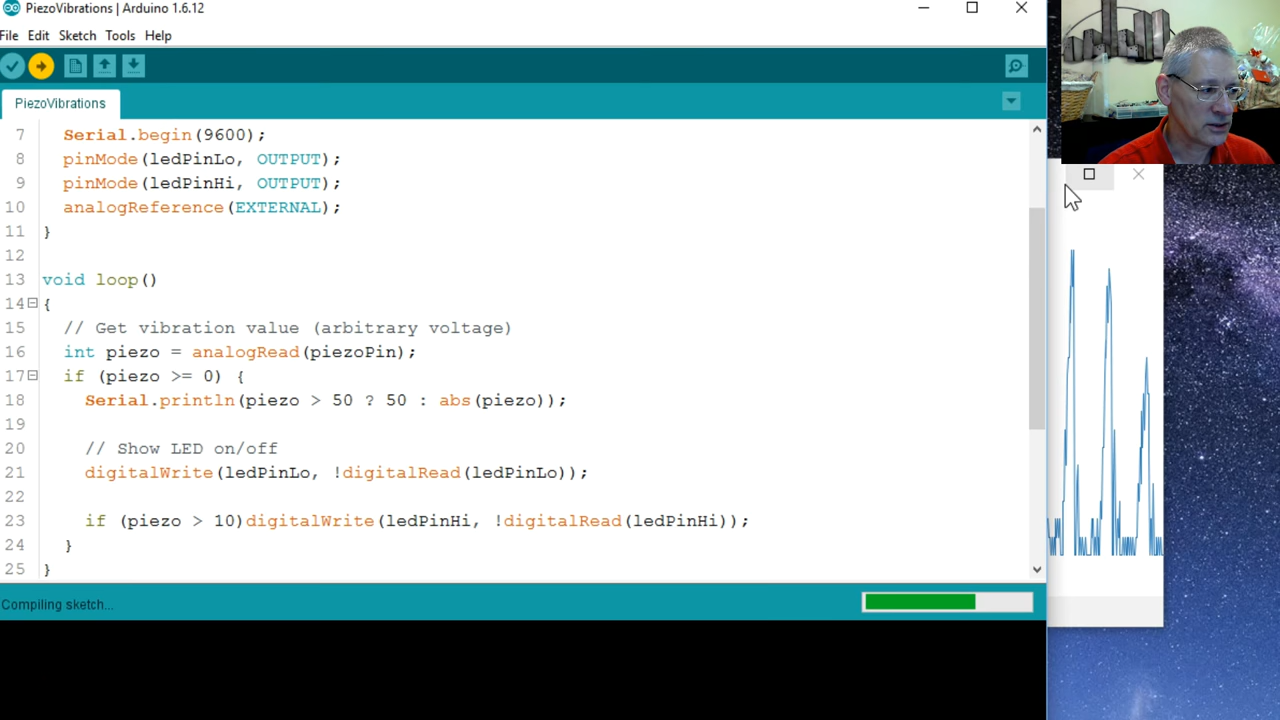 PiezoVibrations | Arduino 1.6.12
File Edit Sketch Tools Help
PiezoVibrations
7 Serial.begin(9600);
8 pinMode(ledPinLo, OUTPUT);
9 pinMode(ledPinHi, OUTPUT);
10 analogReference(EXTERNAL);
11 }
12
13 void loop()
14 {
15 // Get vibration value (arbitrary voltage)
16 int piezo = analogRead(piezoPin);
17 if (piezo >= 0) {
18 Serial.println(piezo > 50 ? 50 : abs(piezo));
19
20 // Show LED on/off
21 digitalWrite(ledPinLo, !digitalRead(ledPinLo));
22
23 if (piezo > 10)digitalWrite(ledPinHi, !digitalRead(ledPinHi));
24 }
25 }
Compiling sketch...